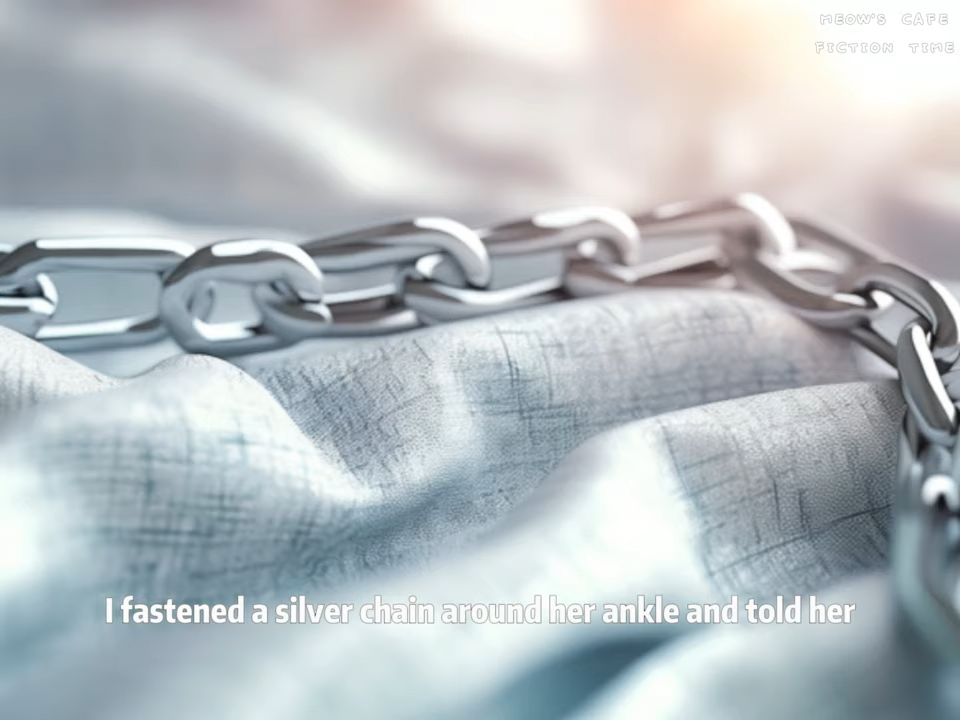 MEOW'S CAFE
FICTION TIME
I fastened a silver chain around her ankle and told her